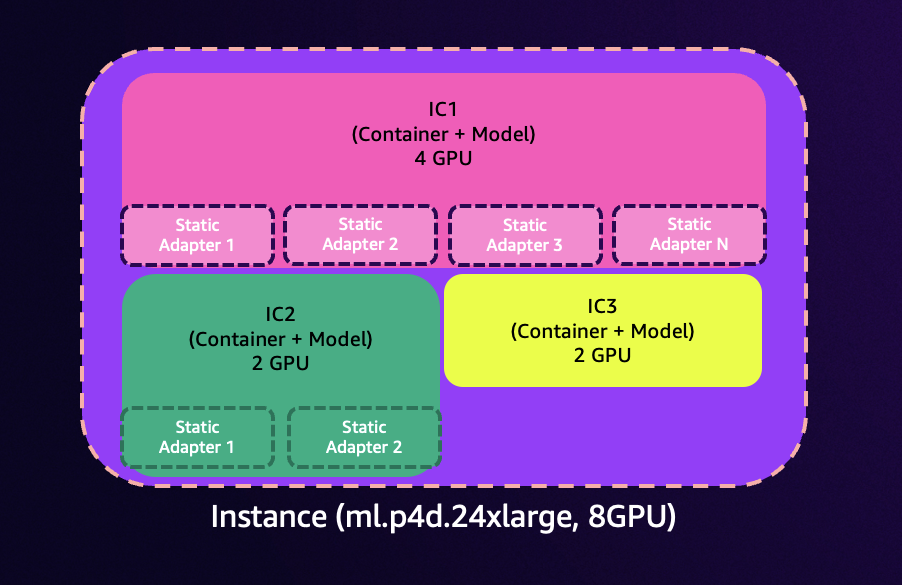 IC1
(Container + Model)
4 GPU
Static
Adapter 1
Static
Adapter 2
Static
Adapter 3
Static
Adapter N
IC2
(Container + Model)
2 GPU
Static
Adapter 1
Static
Adapter 2
IC3
(Container + Model)
2 GPU
Instance (ml.p4d.24xlarge, 8GPU)